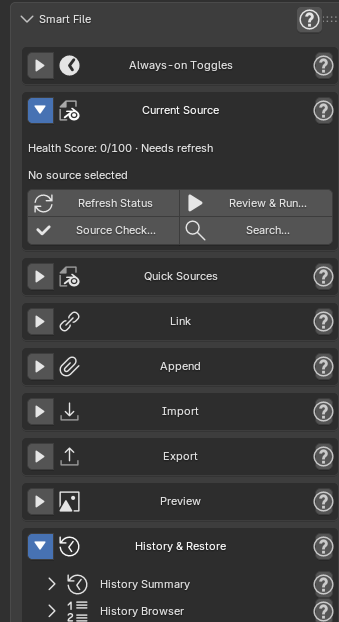 Smart File
Always-on Toggles
Current Source
Health Score: 0/100 · Needs refresh
No source selected
Refresh Status
Review & Run...
Source Check...
Search...
Quick Sources
Link
Append
Import
Export
Preview
History & Restore
History Summary
History Browser